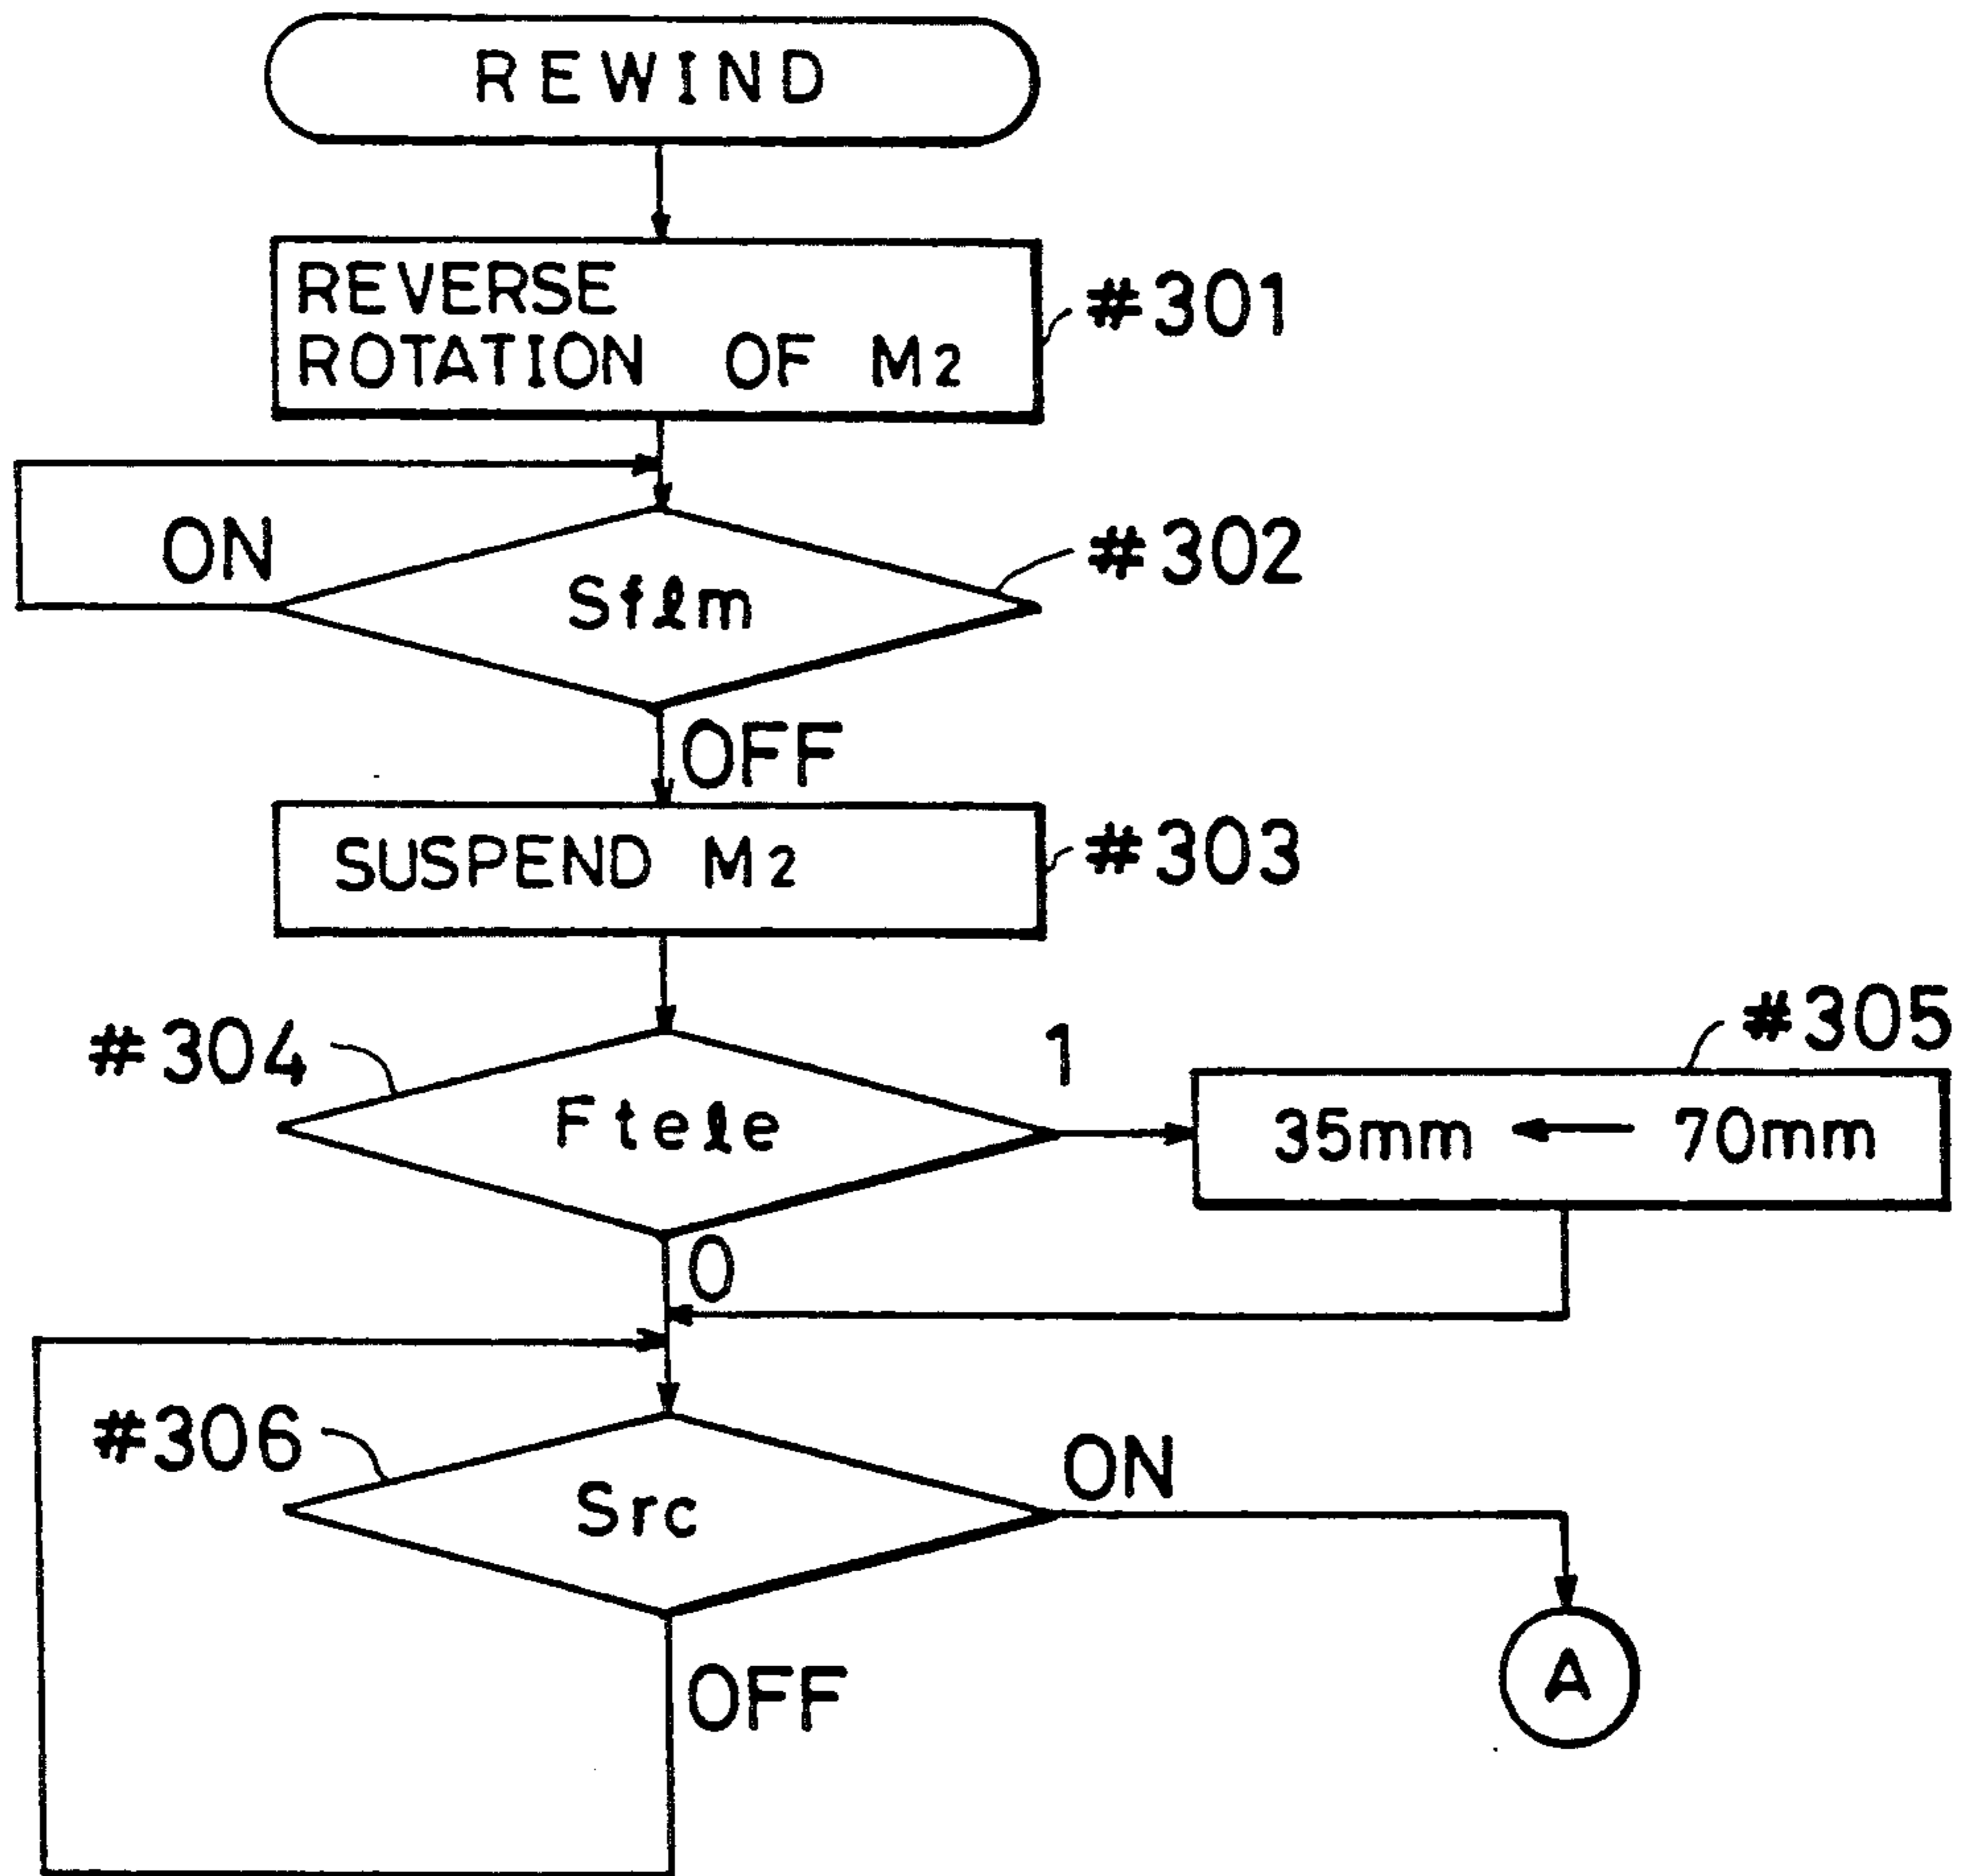 REWIND
REVERSE
ROTATION OF M2
#301
ON
Sflm
#302
OFF
SUSPEND M2
#303
#304
Ftele
1
#305
35mm ← 70mm
0
#306
Src
ON
OFF
A